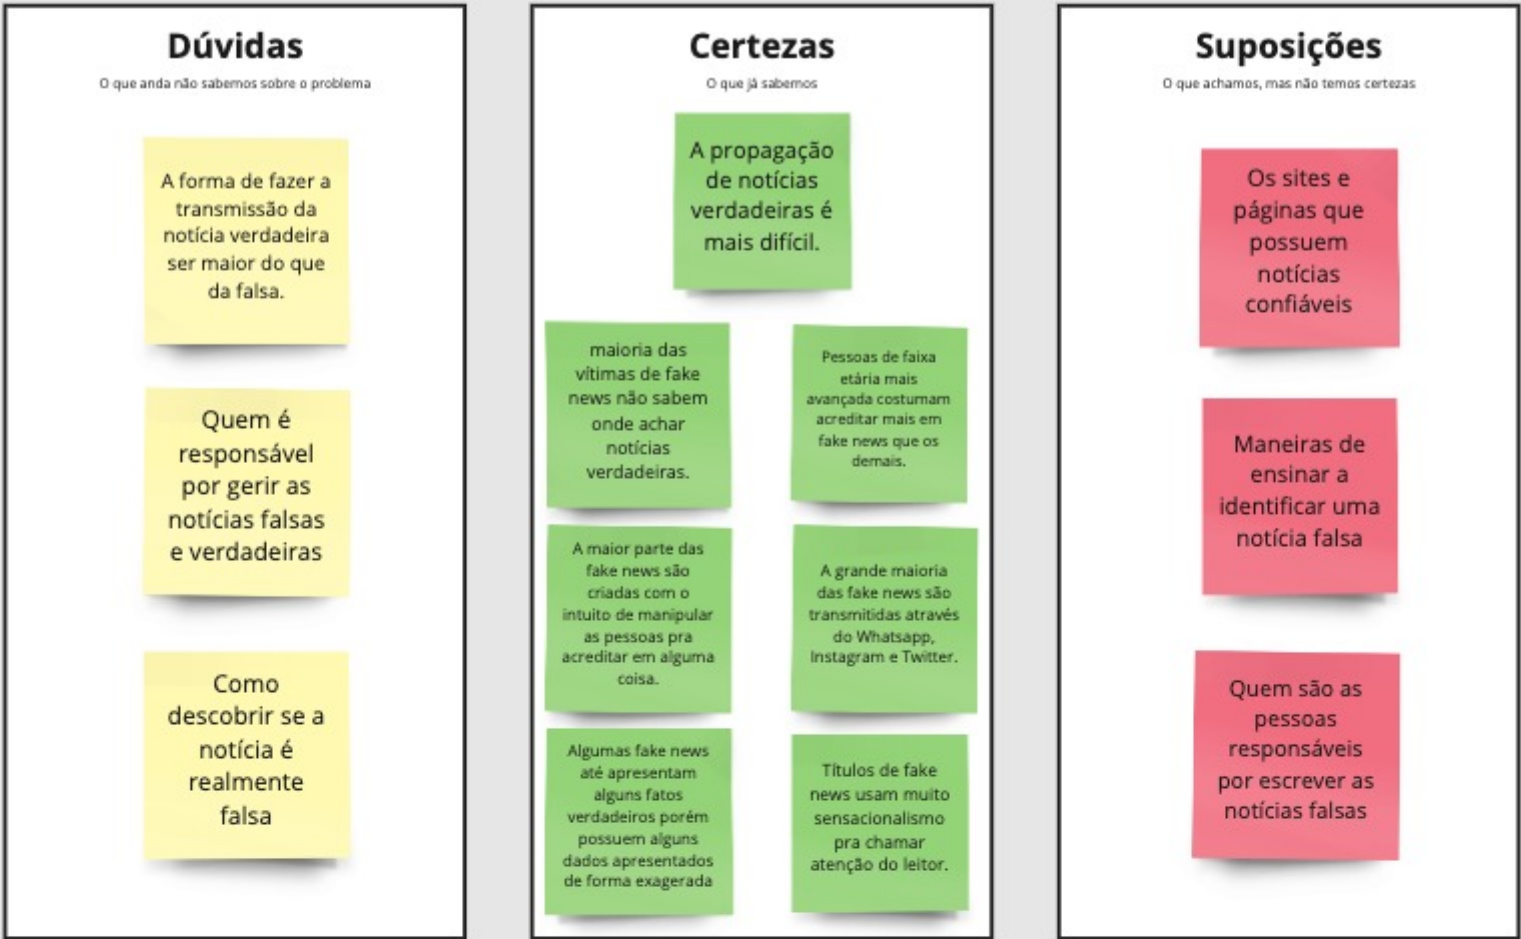 Dúvidas
O que anda não sabemos sobre o problema
A forma de fazer a
transmissão da
notícia verdadeira
ser maior do que
da falsa.
Quem é
responsável
por gerir as
notícias falsas
e verdadeiras
Como
descobrir se a
notícia é
realmente
falsa
Certezas
O que já sabemos
A propagação
de notícias
verdadeiras é
mais difícil.
maioria das
vítimas de fake
news não sabem
onde achar
notícias
verdadeiras.
Pessoas de faixa
etária mais
avançada costumam
acreditar mais em
fake news que os
demais.
A maior parte das
fake news são
criadas com o
intuito de manipular
as pessoas pra
acreditar em alguma
coisa.
A grande maioria
das fake news são
transmitidas através
do Whatsapp,
Instagram e Twitter.
Algumas fake news
até apresentam
alguns fatos
verdadeiros porém
possuem alguns
dados apresentados
de forma exagerada
Títulos de fake
news usam muito
sensacionalismo
pra chamar
atenção do leitor.
Suposições
O que achamos, mas não temos certezas
Os sites e
páginas que
possuem
notícias
confiáveis
Maneiras de
ensinar a
identificar uma
notícia falsa
Quem são as
pessoas
responsáveis
por escrever as
notícias falsas